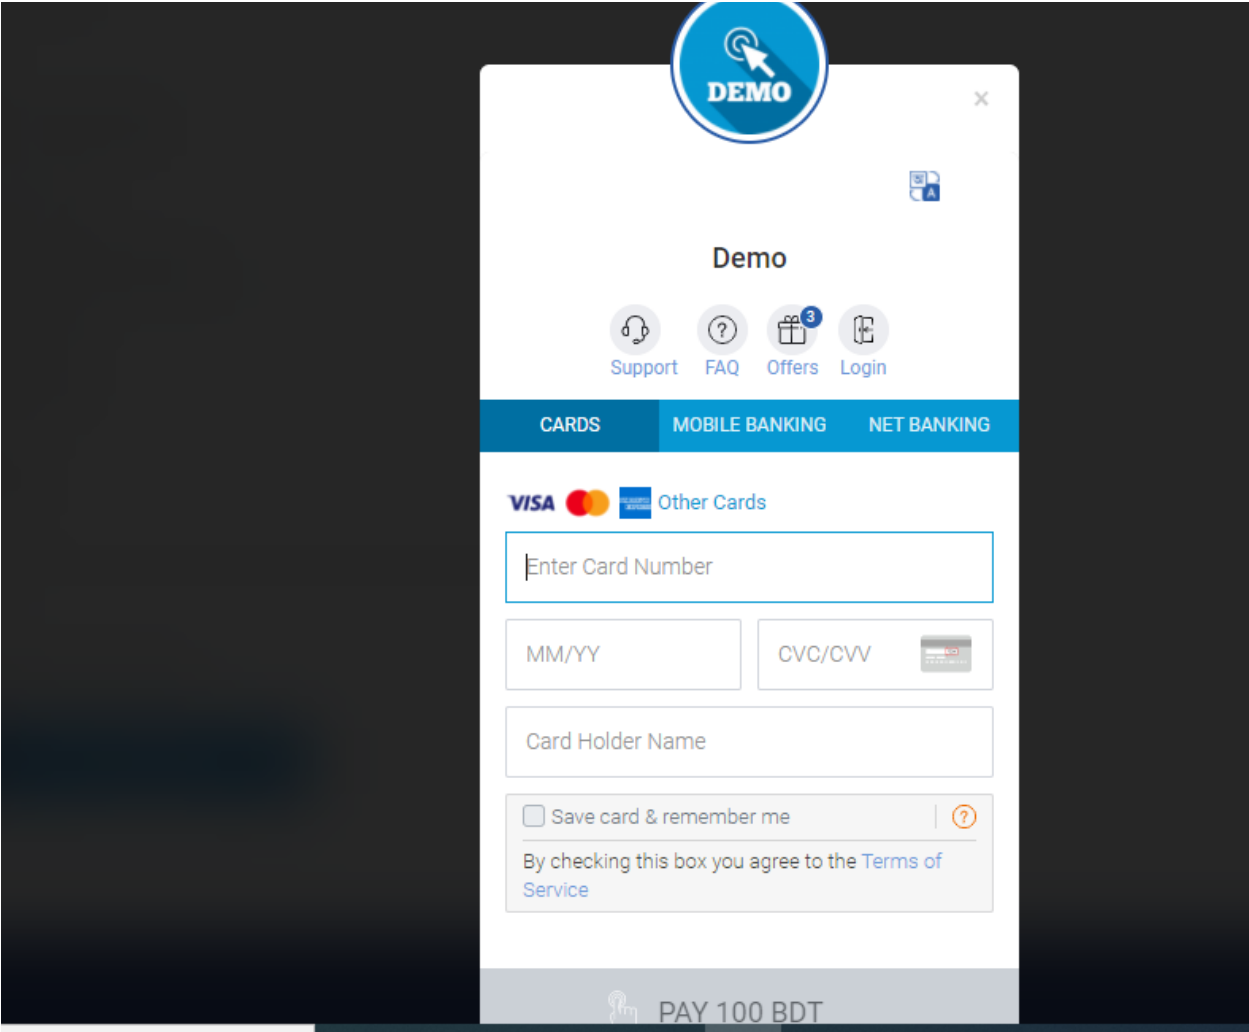 DEMO
×
A
Demo
3
Support FAQ Offers Login
CARDS MOBILE BANKING NET BANKING
VISA Other Cards
Enter Card Number
MM/YY CVC/CVV
Card Holder Name
Save card & remember me ?
By checking this box you agree to the Terms of
Service
PAY 100 BDT